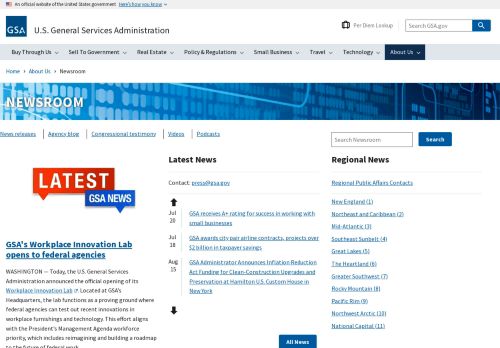 An official website of the United States government Here's how you know
GSA U.S. General Services Administration
Per Diem Lookup
Search GSA.gov
Buy Through Us
Sell To Government
Real Estate
Policy & Regulations
Small Business
Travel
Technology
About Us
Home > About Us > Newsroom
NEWSROOM
News releases
Agency blog
Congressional testimony
Videos
Podcasts
Search Newsroom
Search
LATEST
GSA NEWS
GSA's Workplace Innovation Lab
opens to federal agencies
WASHINGTON — Today, the U.S. General Services
Administration announced the official opening of its
Workplace Innovation Lab . Located at GSA's
Headquarters, the lab functions as a proving ground where
federal agencies can test out recent innovations in
workplace furnishings and technology. This effort aligns
with the President's Management Agenda workforce
priority, which includes reimagining and building a roadmap
to the future of federal work.
Latest News
Contact: press@gsa.gov
Jul
20
GSA receives A+ rating for success in working with
small businesses
Jul
18
GSA awards city pair airline contracts, projects over
$2 billion in taxpayer savings
Aug
15
GSA Administrator Announces Inflation Reduction
Act Funding for Clean-Construction Upgrades and
Preservation at Hamilton U.S. Custom House in
New York
All News
Regional News
Regional Public Affairs Contacts
New England (1)
Northeast and Caribbean (2)
Mid-Atlantic (3)
Southeast Sunbelt (4)
Great Lakes (5)
The Heartland (6)
Greater Southwest (7)
Rocky Mountain (8)
Pacific Rim (9)
Northwest Arctic (10)
National Capital (11)